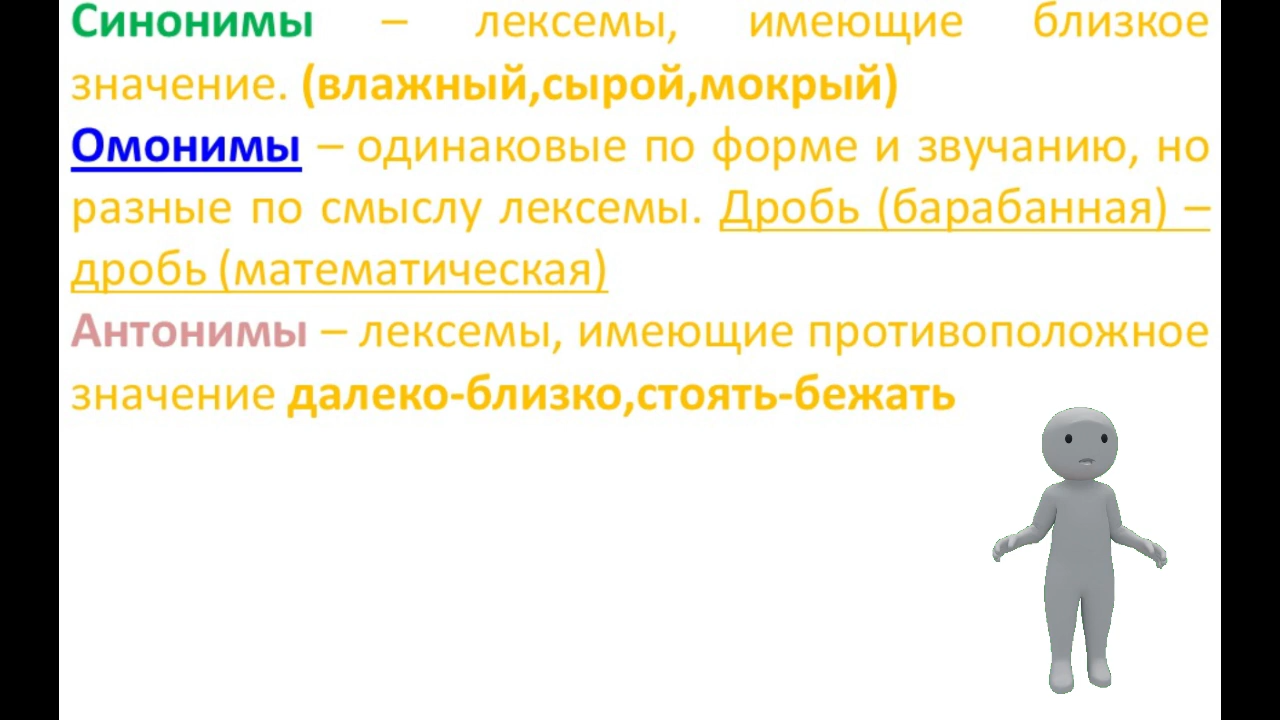 Синонимы – лексемы, имеющие близкое
значение. (влажный,сырой,мокрый)
Омонимы – одинаковые по форме и звучанию, но
разные по смыслу лексемы. Дробь (барабанная) –
дробь (математическая)
Антонимы – лексемы, имеющие противоположное
значение далеко-близко,стоять-бежать